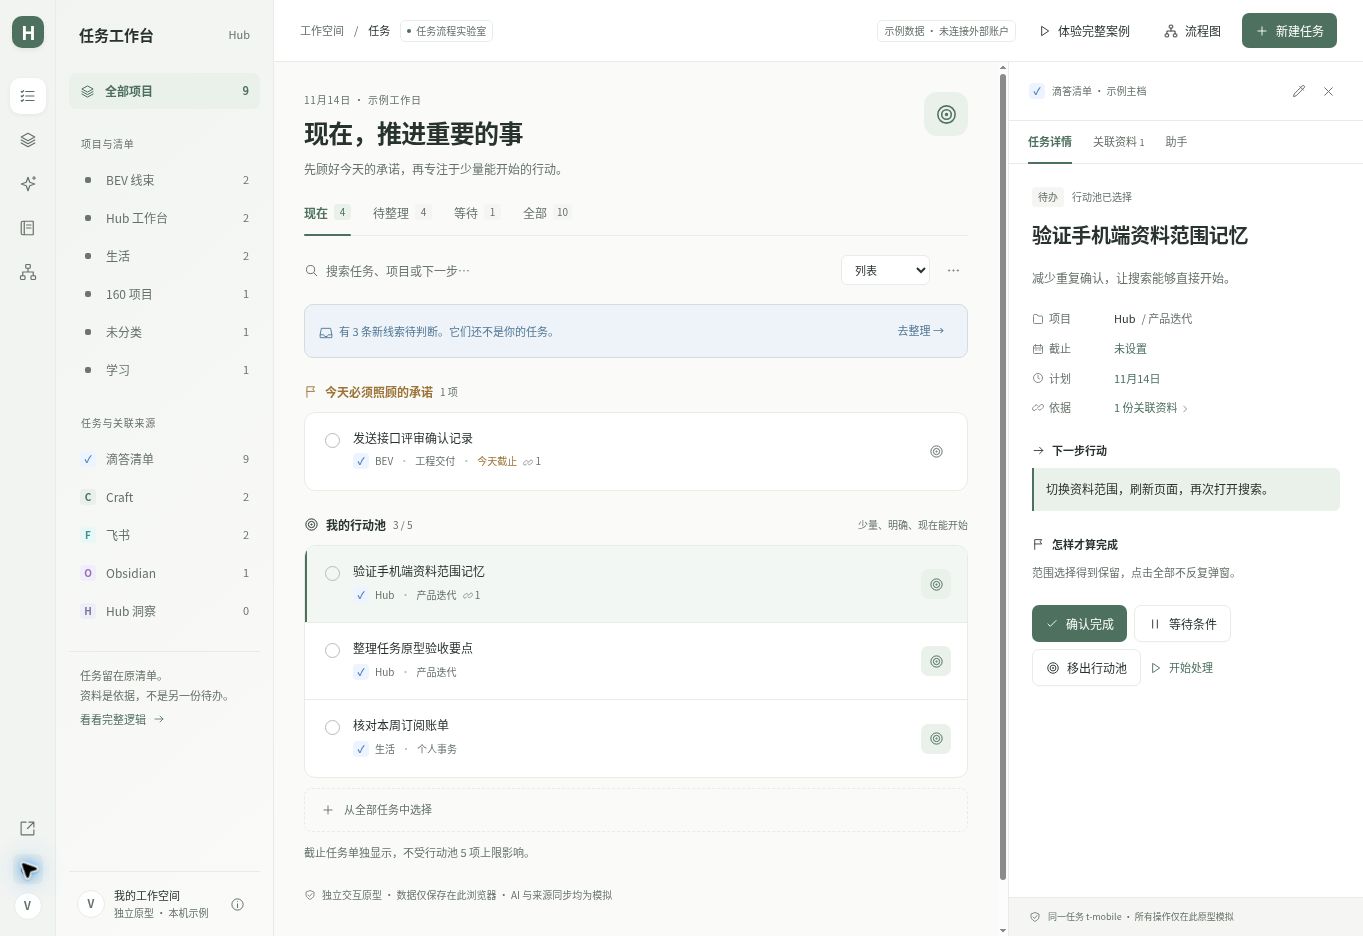 H
任务工作台 Hub
全部项目 9
项目与清单
BEV 线束 2
Hub 工作台 2
生活 2
160 项目 1
未分类 1
学习 1
任务与关联来源
滴答清单 9
C Craft 2
F 飞书 2
O Obsidian 1
H Hub 洞察 0
任务留在原清单。
资料是依据，不是另一份待办。
看看完整逻辑 →
V
V 我的工作空间
独立原型 · 本机示例
工作空间 / 任务 • 任务流程实验室
示例数据 · 未连接外部账户
体验完整案例
流程图
+ 新建任务
11月14日 · 示例工作日
现在，推进重要的事
先顾好今天的承诺，再专注于少量能开始的行动。
现在 4 待整理 4 等待 1 全部 10
搜索任务、项目或下一步…
列表
有 3 条新线索待判断。它们还不是你的任务。 去整理 →
今天必须照顾的承诺 1 项
发送接口评审确认记录
BEV · 工程交付 · 今天截止 1
我的行动池 3 / 5 少量、明确、现在能开始
验证手机端资料范围记忆
Hub · 产品迭代 1
整理任务原型验收要点
Hub · 产品迭代
核对本周订阅账单
生活 · 个人事务
+ 从全部任务中选择
截止任务单独显示，不受行动池 5 项上限影响。
独立交互原型 · 数据仅保存在此浏览器 · AI 与来源同步均为模拟
滴答清单 · 示例主档
任务详情 关联资料 1 助手
待办 行动池已选择
验证手机端资料范围记忆
减少重复确认，让搜索能够直接开始。
项目 Hub / 产品迭代
截止 未设置
计划 11月14日
依据 1 份关联资料 ›
→ 下一步行动
切换资料范围，刷新页面，再次打开搜索。
怎样才算完成
范围选择得到保留，点击全部不反复弹窗。
确认完成
等待条件
移出行动池
开始处理
同一任务 t-mobile · 所有操作仅在此原型模拟